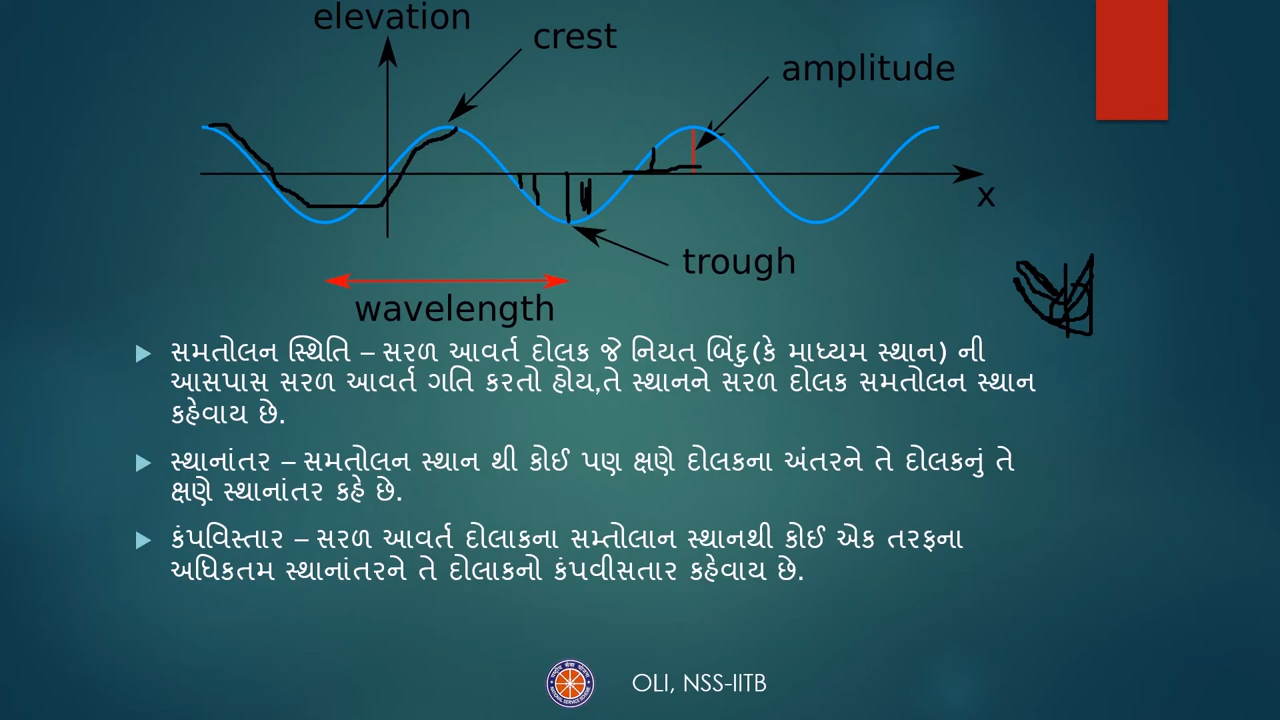 elevation
crest
amplitude
x
trough
wavelength
સમતોલન સ્થિતિ – સરળ આવર્ત દોલક જે નિયત બિંદુ(કે માધ્યમ સ્થાન) ની
આસપાસ સરળ આવર્ત ગતિ કરતો હોય,તે સ્થાનને સરળ દોલક સમતોલન સ્થાન
કહેવાય છે.
સ્થાનાંતર – સમતોલન સ્થાન થી કોઈ પણ ક્ષણે દોલકના અંતરને તે દોલકનું તે
ક્ષણે સ્થાનાંતર કહે છે.
કંપવિસ્તાર – સરળ આવર્ત દોલાકના સમ્તોલાન સ્થાનથી કોઈ એક તરફના
અધિકતમ સ્થાનાંતરને તે દોલાકનો કંપવીસતાર કહેવાય છે.
OLI, NSS-IITB